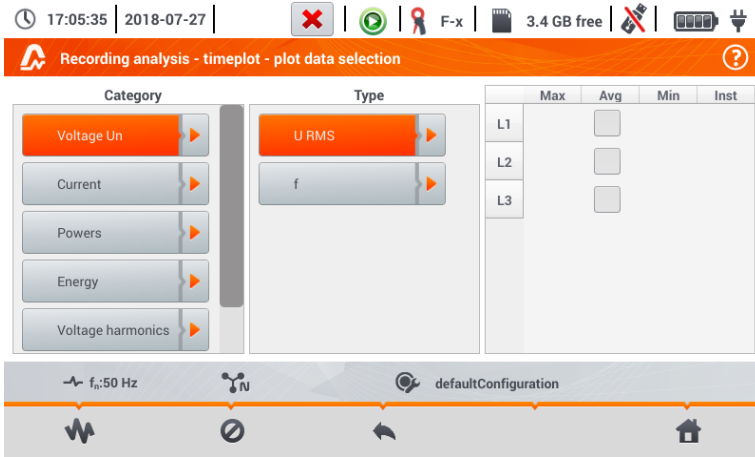 17:05:35 2018-07-27 F-x 3.4 GB free
Recording analysis - timeplot - plot data selection ?
Category Type Max Avg Min Inst
Voltage Un U RMS L1
Current f L2
Powers L3
Energy
Voltage harmonics
fn:50 Hz N defaultConfiguration